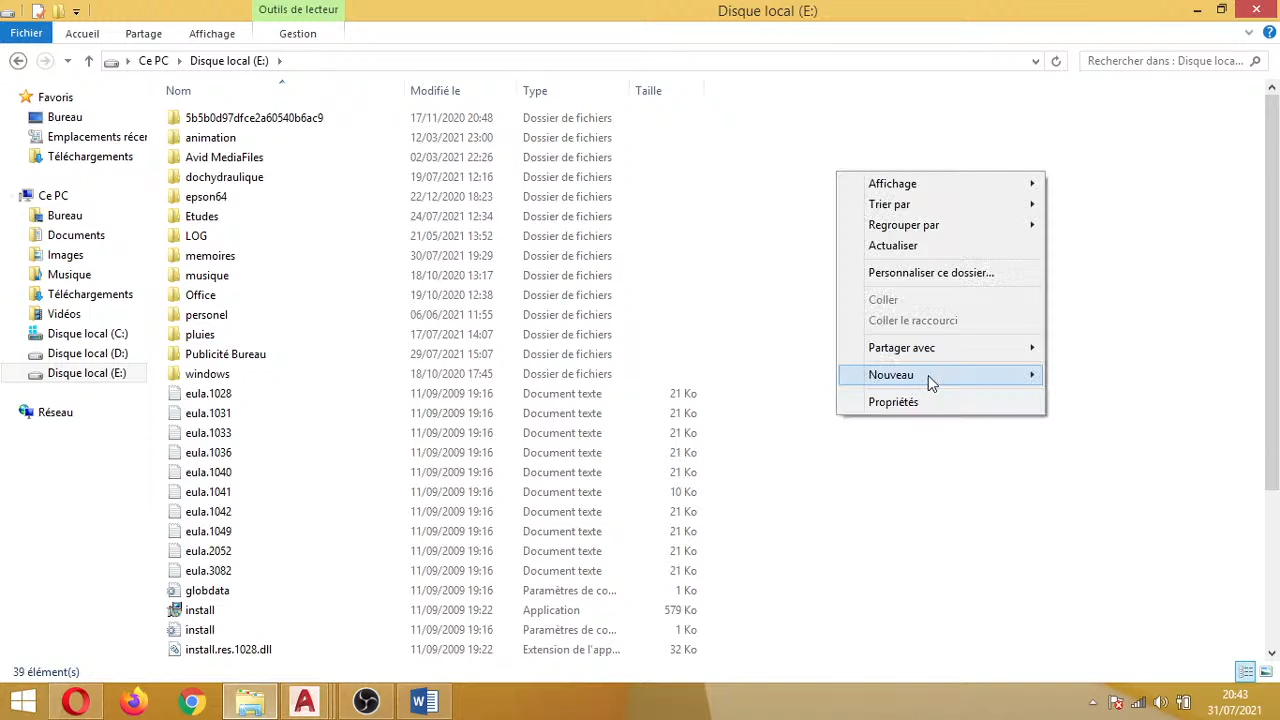 Outils de lecteur
Disque local (E:)
Fichier Accueil Partage Affichage Gestion
Ce PC Disque local (E:)
Rechercher dans : Disque loca...
Nom Modifié le Type Taille
Favoris
Bureau
Emplacements récer
Téléchargements
Ce PC
Bureau
Documents
Images
Musique
Téléchargements
Vidéos
Disque local (C:)
Disque local (D:)
Disque local (E:)
Réseau
5b5b0d97dfce2a60540b6ac9 17/11/2020 20:48 Dossier de fichiers
animation 12/03/2021 23:00 Dossier de fichiers
Avid MediaFiles 02/03/2021 22:26 Dossier de fichiers
dochydraulique 19/07/2021 12:16 Dossier de fichiers
epson64 22/12/2020 18:23 Dossier de fichiers
Etudes 24/07/2021 12:34 Dossier de fichiers
LOG 21/05/2021 13:52 Dossier de fichiers
memoires 30/07/2021 19:29 Dossier de fichiers
musique 18/10/2020 13:17 Dossier de fichiers
Office 19/10/2020 12:38 Dossier de fichiers
personel 06/06/2021 11:55 Dossier de fichiers
pluies 17/07/2021 14:07 Dossier de fichiers
Publicité Bureau 29/07/2021 15:07 Dossier de fichiers
windows 18/10/2020 17:45 Dossier de fichiers
eula.1028 11/09/2009 19:16 Document texte 21 Ko
eula.1031 11/09/2009 19:16 Document texte 21 Ko
eula.1033 11/09/2009 19:16 Document texte 21 Ko
eula.1036 11/09/2009 19:16 Document texte 21 Ko
eula.1040 11/09/2009 19:16 Document texte 21 Ko
eula.1041 11/09/2009 19:16 Document texte 10 Ko
eula.1042 11/09/2009 19:16 Document texte 21 Ko
eula.1049 11/09/2009 19:16 Document texte 21 Ko
eula.2052 11/09/2009 19:16 Document texte 21 Ko
eula.3082 11/09/2009 19:16 Document texte 21 Ko
globdata 11/09/2009 19:16 Paramètres de co... 1 Ko
install 11/09/2009 19:22 Application 579 Ko
install 11/09/2009 19:16 Paramètres de co... 1 Ko
install.res.1028.dll 11/09/2009 19:22 Extension de l'app... 32 Ko
Affichage
Trier par
Regrouper par
Actualiser
Personnaliser ce dossier...
Coller
Coller le raccourci
Partager avec
Nouveau
Propriétés
39 élément(s)
20:43
31/07/2021